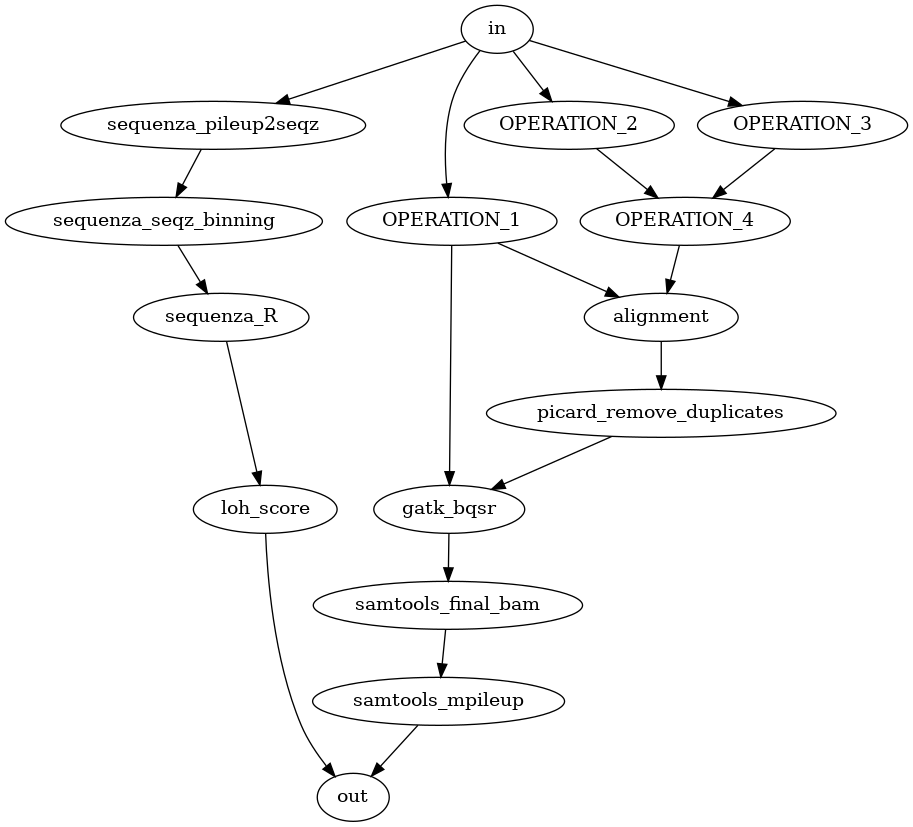 in
sequenza_pileup2seqz
OPERATION_2
OPERATION_3
sequenza_seqz_binning
OPERATION_1
OPERATION_4
sequenza_R
alignment
picard_remove_duplicates
loh_score
gatk_bqsr
samtools_final_bam
samtools_mpileup
out